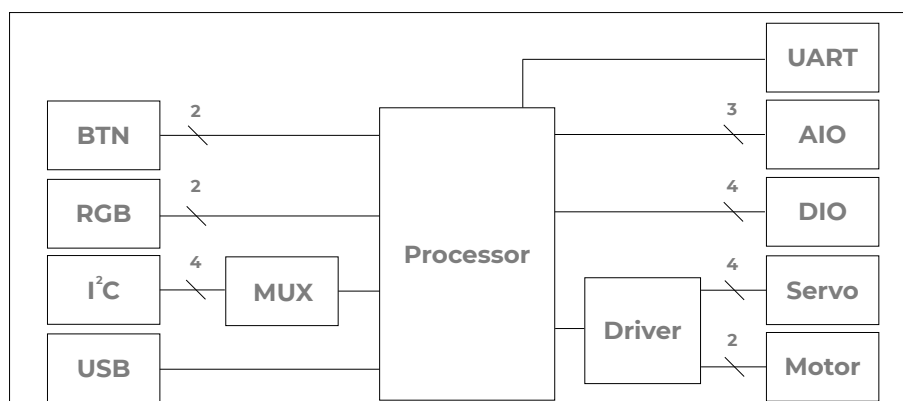 UART
2
3
BTN
AIO
2
4
RGB
DIO
Processor
4
4
I²C
MUX
Servo
Driver
2
USB
Motor